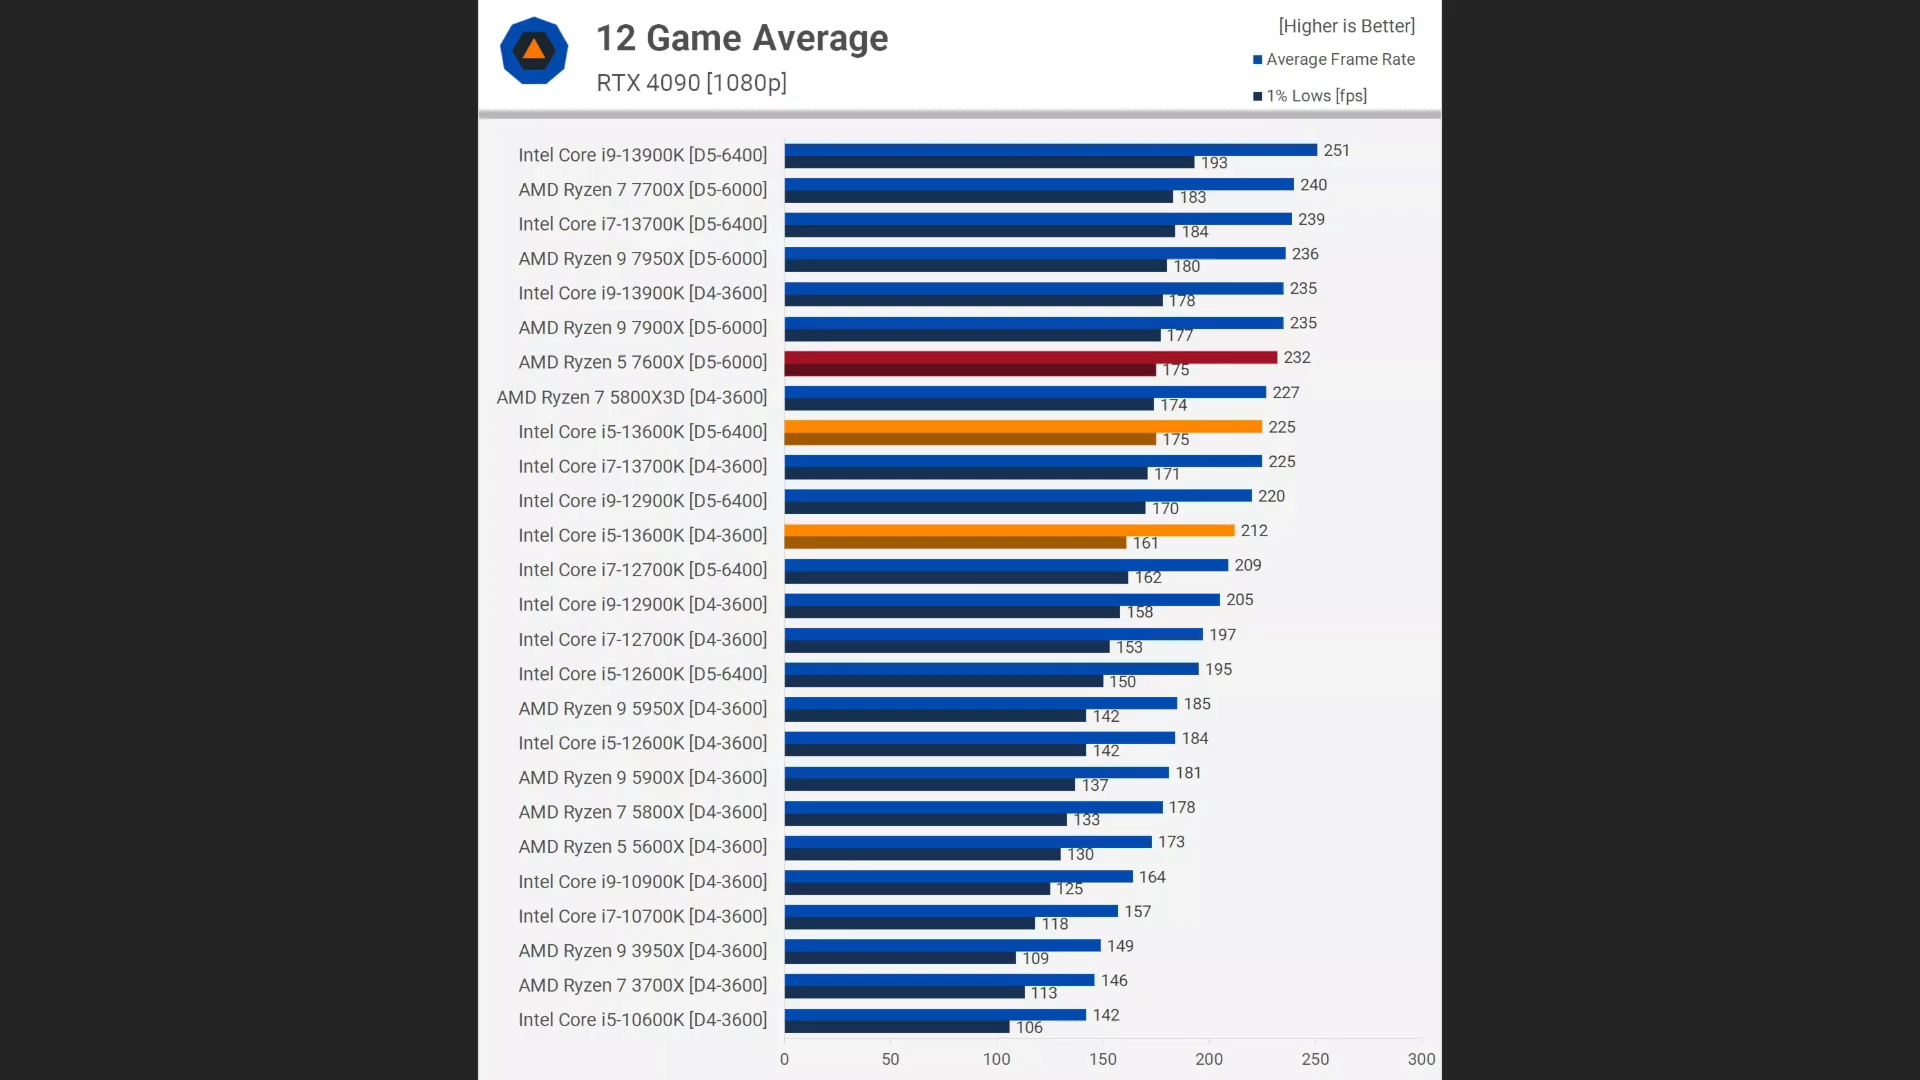 12 Game Average
RTX 4090 [1080p]
[Higher is Better]
Average Frame Rate
1% Lows [fps]
Intel Core i9-13900K [D5-6400] 251 193
AMD Ryzen 7 7700X [D5-6000] 240 183
Intel Core i7-13700K [D5-6400] 239 184
AMD Ryzen 9 7950X [D5-6000] 236 180
Intel Core i9-13900K [D4-3600] 235 178
AMD Ryzen 9 7900X [D5-6000] 235 177
AMD Ryzen 5 7600X [D5-6000] 232 175
AMD Ryzen 7 5800X3D [D4-3600] 227 174
Intel Core i5-13600K [D5-6400] 225 175
Intel Core i7-13700K [D4-3600] 225 171
Intel Core i9-12900K [D5-6400] 220 170
Intel Core i5-13600K [D4-3600] 212 161
Intel Core i7-12700K [D5-6400] 209 162
Intel Core i9-12900K [D4-3600] 205 158
Intel Core i7-12700K [D4-3600] 197 153
Intel Core i5-12600K [D5-6400] 195 150
AMD Ryzen 9 5950X [D4-3600] 185 142
Intel Core i5-12600K [D4-3600] 184 142
AMD Ryzen 9 5900X [D4-3600] 181 137
AMD Ryzen 7 5800X [D4-3600] 178 133
AMD Ryzen 5 5600X [D4-3600] 173 130
Intel Core i9-10900K [D4-3600] 164 125
Intel Core i7-10700K [D4-3600] 157 118
AMD Ryzen 9 3950X [D4-3600] 149 109
AMD Ryzen 7 3700X [D4-3600] 146 113
Intel Core i5-10600K [D4-3600] 142 106
0 50 100 150 200 250 300